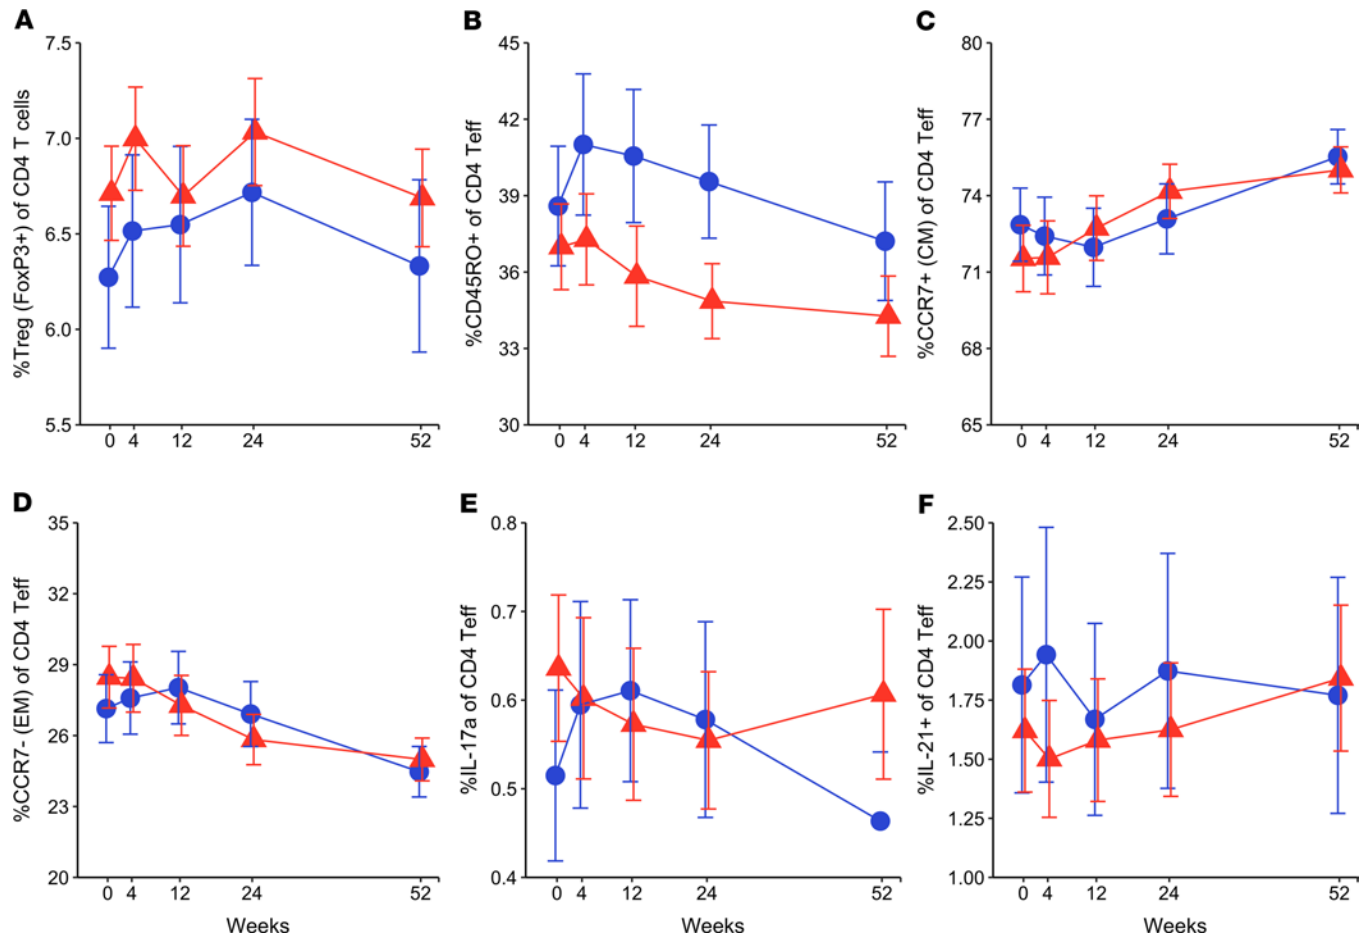 A
%Treg (FoxP3+) of CD4 T cells
7.5
7.0
6.5
6.0
5.5
0 4 12 24 52
B
%CD45RO+ of CD4 Teff
45
42
39
36
33
30
0 4 12 24 52
C
%CCR7+ (CM) of CD4 Teff
80
77
74
71
68
65
0 4 12 24 52
D
%CCR7- (EM) of CD4 Teff
35
32
29
26
23
20
0 4 12 24 52
Weeks
E
%IL-17a of CD4 Teff
0.8
0.7
0.6
0.5
0.4
0 4 12 24 52
Weeks
F
%IL-21+ of CD4 Teff
2.50
2.25
2.00
1.75
1.50
1.25
1.00
0 4 12 24 52
Weeks